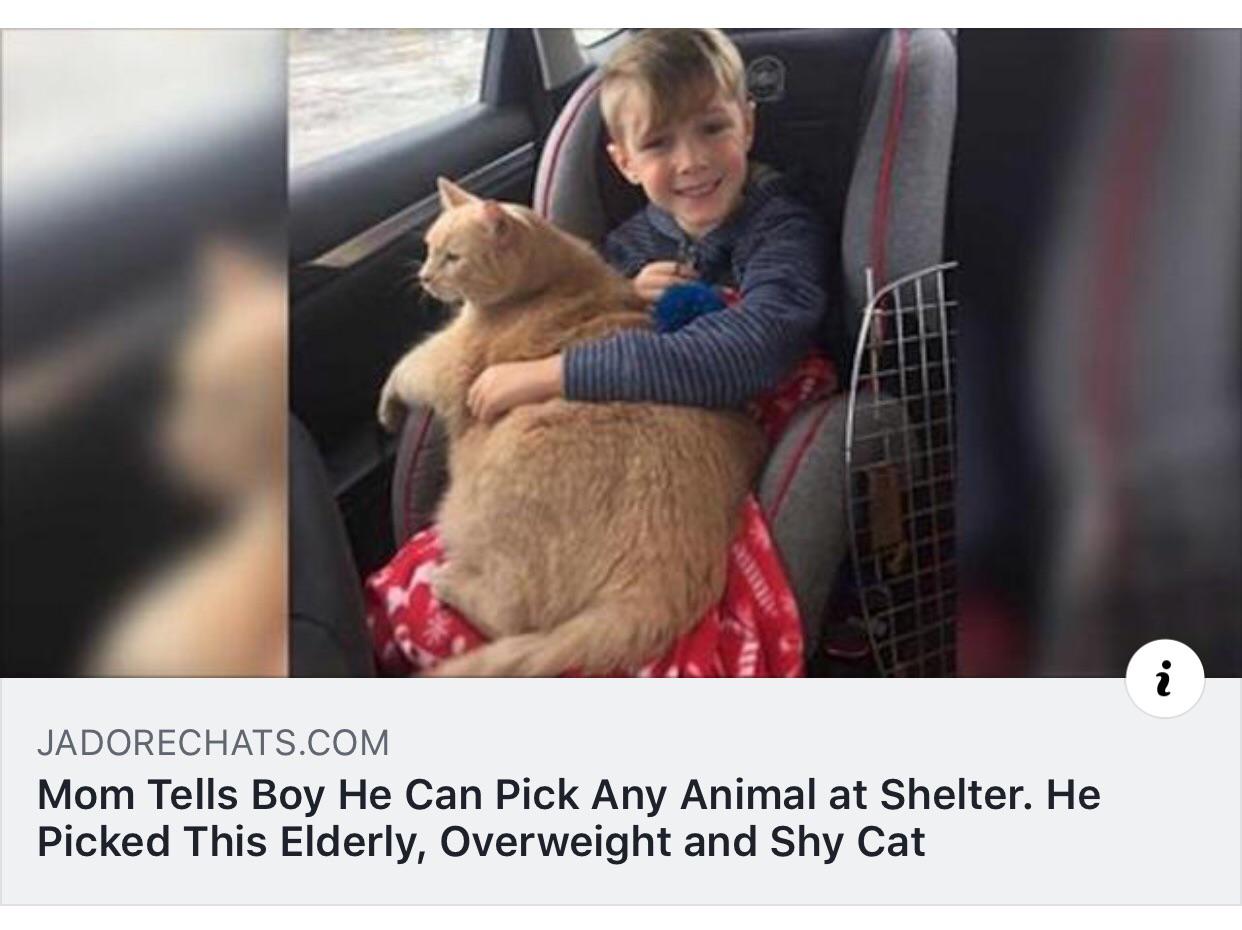 JADORECHATS.COM
Mom Tells Boy He Can Pick Any Animal at Shelter. He
Picked This Elderly, Overweight and Shy Cat